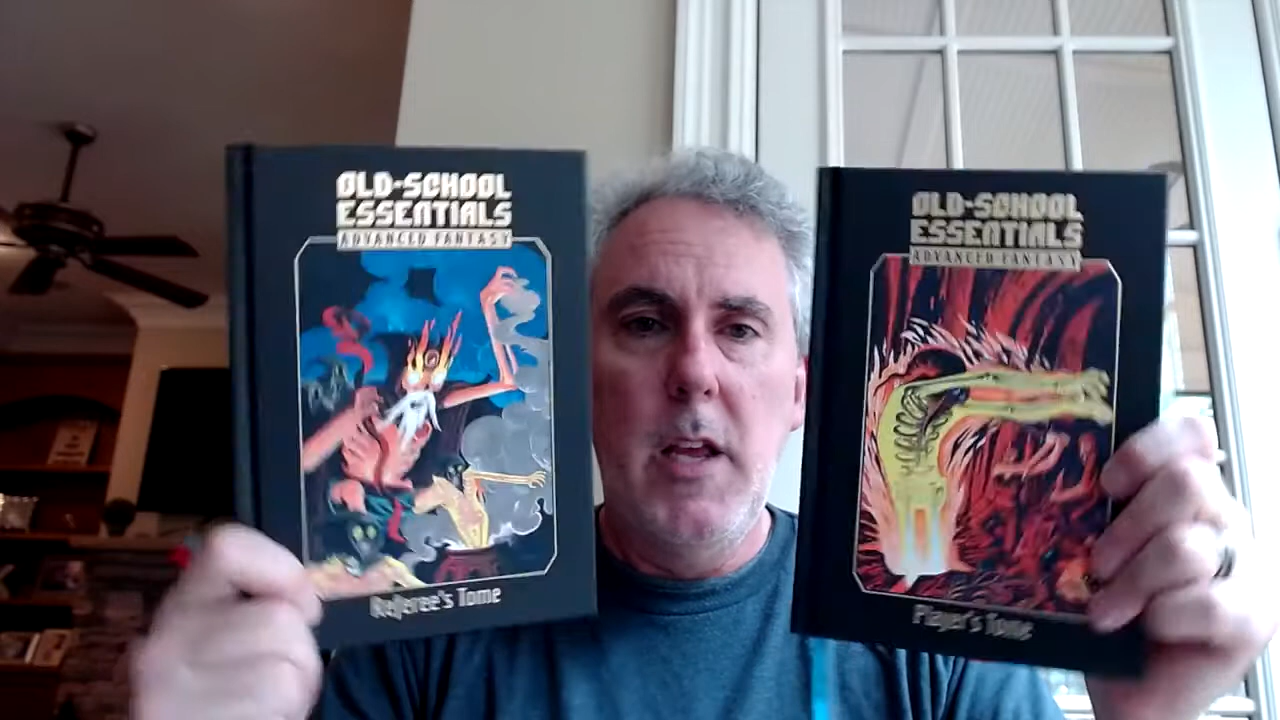 OLD-SCHOOL
ESSENTIALS
ADVANCED FANTASY
Referee's Tome
OLD-SCHOOL
ESSENTIALS
ADVANCED FANTASY
Player's Tome